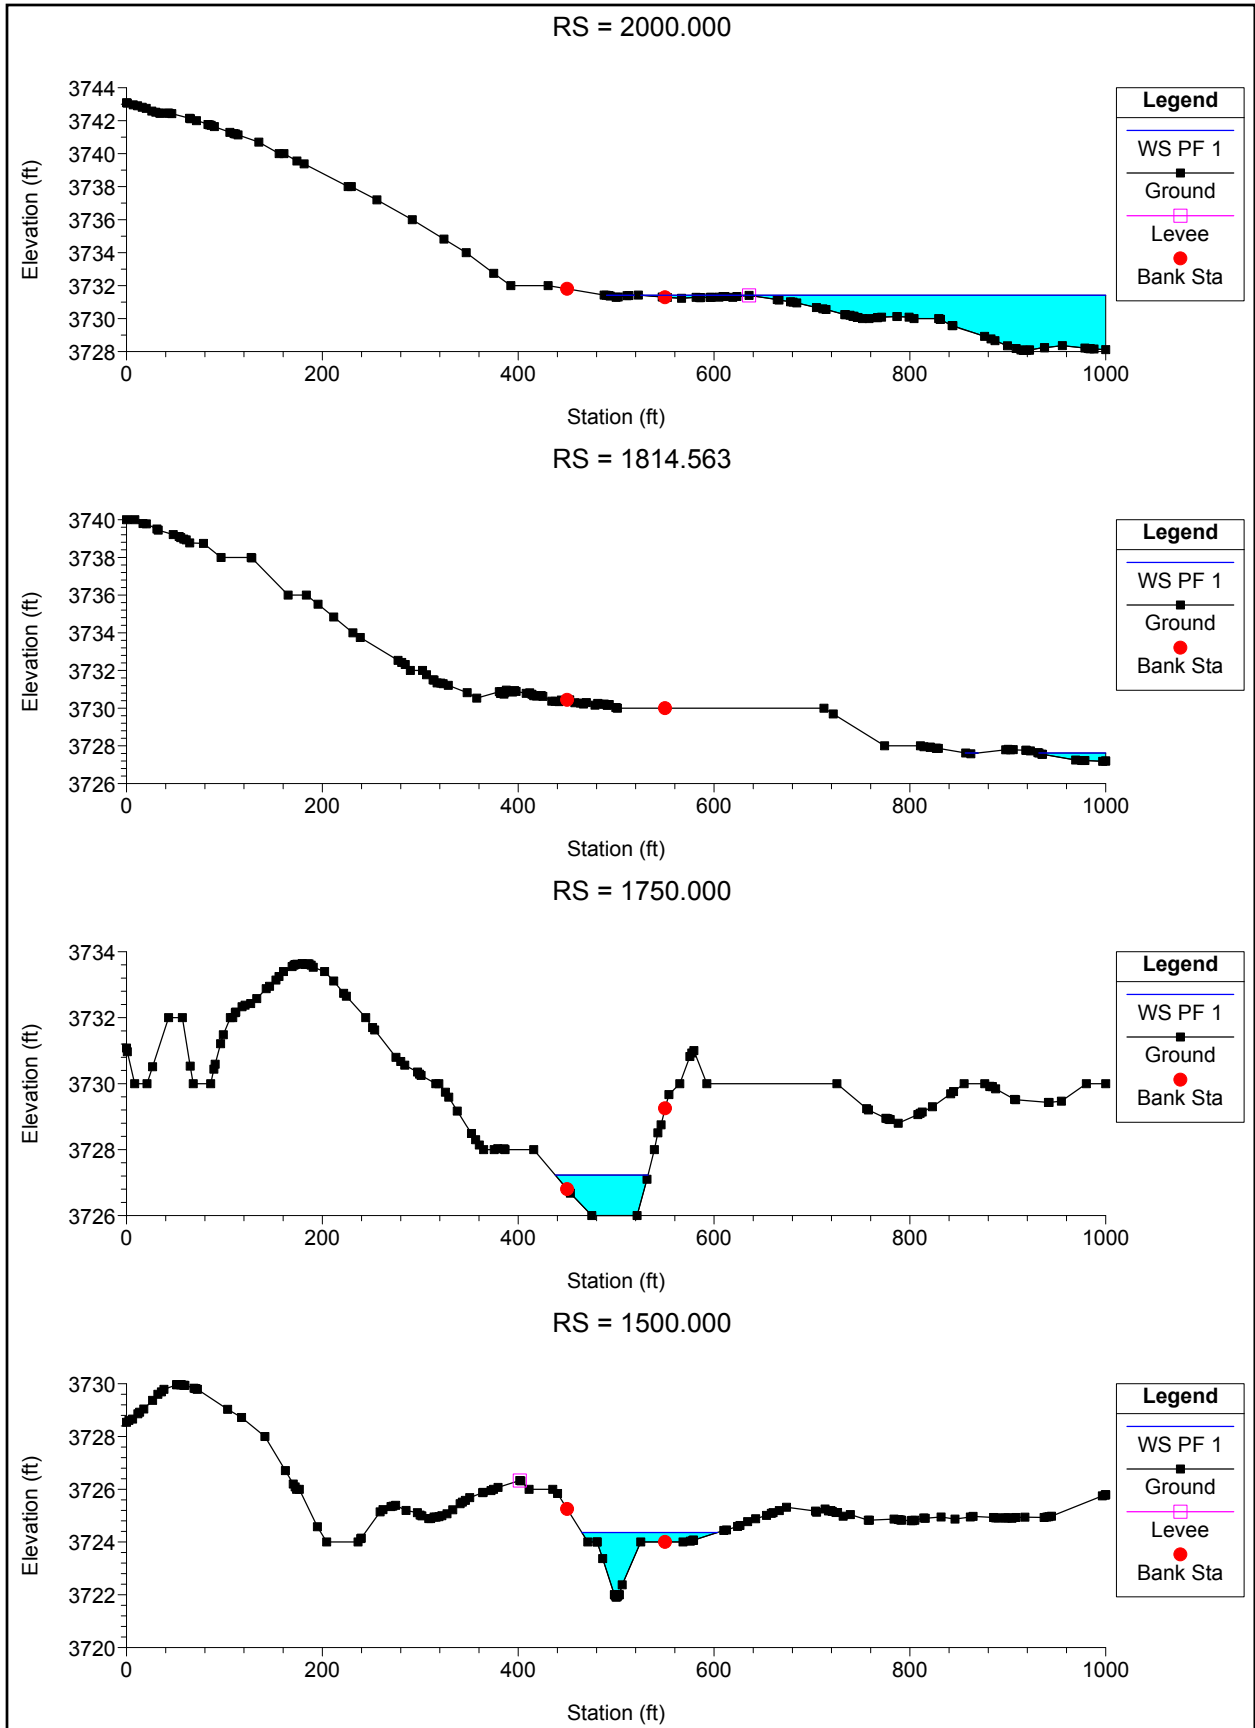 RS = 2000.000
Elevation (ft)
3744
3742
3740
3738
3736
3734
3732
3730
3728
0 200 400 600 800 1000
Station (ft)
Legend
WS PF 1
Ground
Levee
Bank Sta
RS = 1814.563
Elevation (ft)
3740
3738
3736
3734
3732
3730
3728
3726
0 200 400 600 800 1000
Station (ft)
Legend
WS PF 1
Ground
Bank Sta
RS = 1750.000
Elevation (ft)
3734
3732
3730
3728
3726
0 200 400 600 800 1000
Station (ft)
Legend
WS PF 1
Ground
Bank Sta
RS = 1500.000
Elevation (ft)
3730
3728
3726
3724
3722
3720
0 200 400 600 800 1000
Station (ft)
Legend
WS PF 1
Ground
Levee
Bank Sta